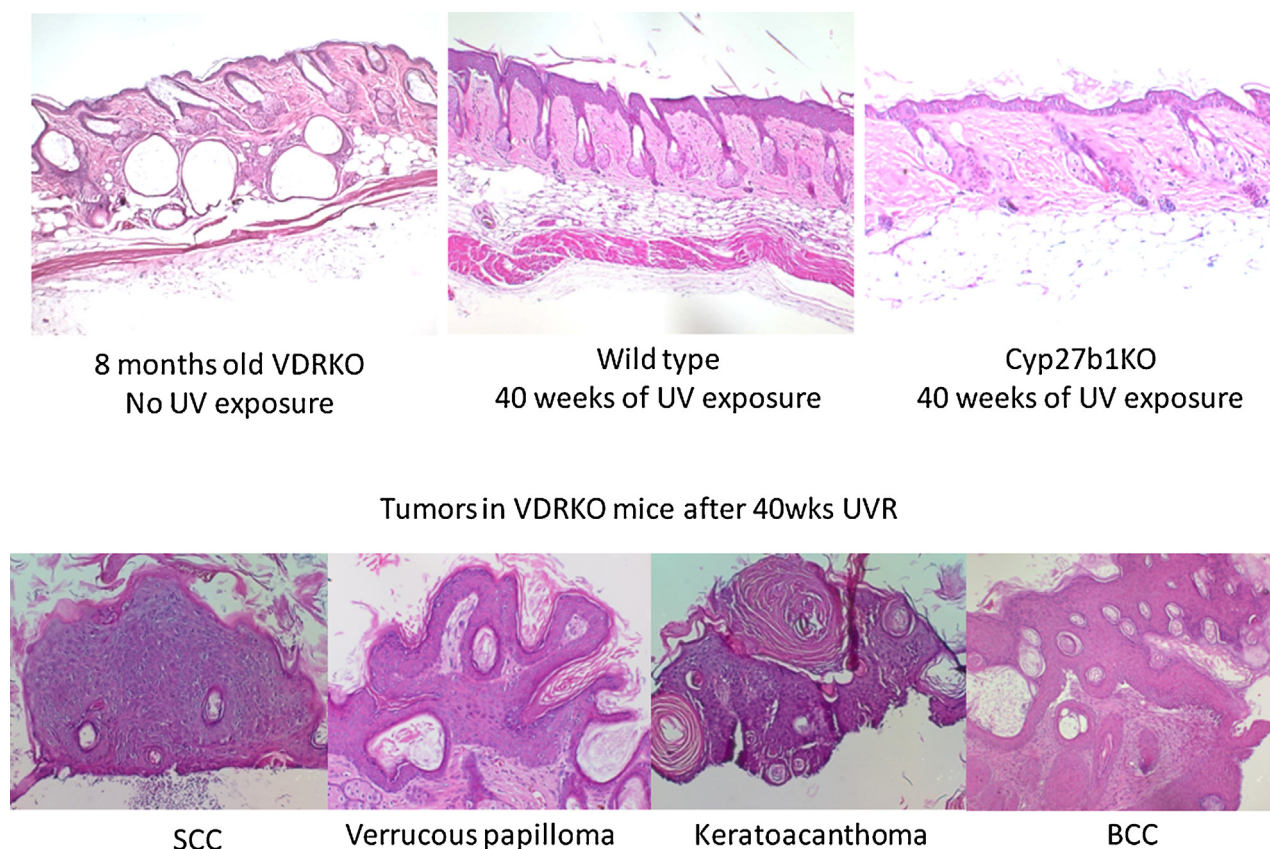 8 months old VDRKO
No UV exposure
Wild type
40 weeks of UV exposure
Cyp27b1KO
40 weeks of UV exposure
Tumors in VDRKO mice after 40wks UVR
SCC
Verrucous papilloma
Keratoacanthoma
BCC